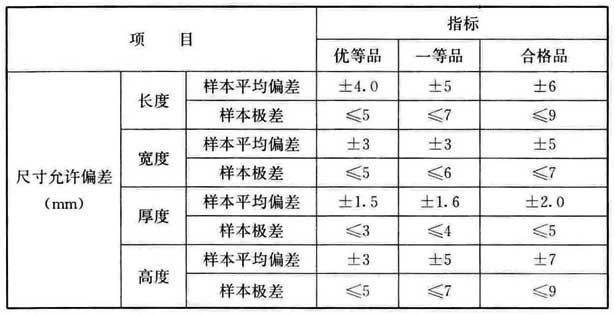 项 目 指标
优等品 一等品 合格品
尺寸允许偏差
（mm）
长度 样本平均偏差 ±4.0 ±5 ±6
样本极差 ≤5 ≤7 ≤9
宽度 样本平均偏差 ±3 ±3 ±5
样本极差 ≤5 ≤6 ≤7
厚度 样本平均偏差 ±1.5 ±1.6 ±2.0
样本极差 ≤3 ≤4 ≤5
高度 样本平均偏差 ±3 ±5 ±7
样本极差 ≤5 ≤7 ≤9